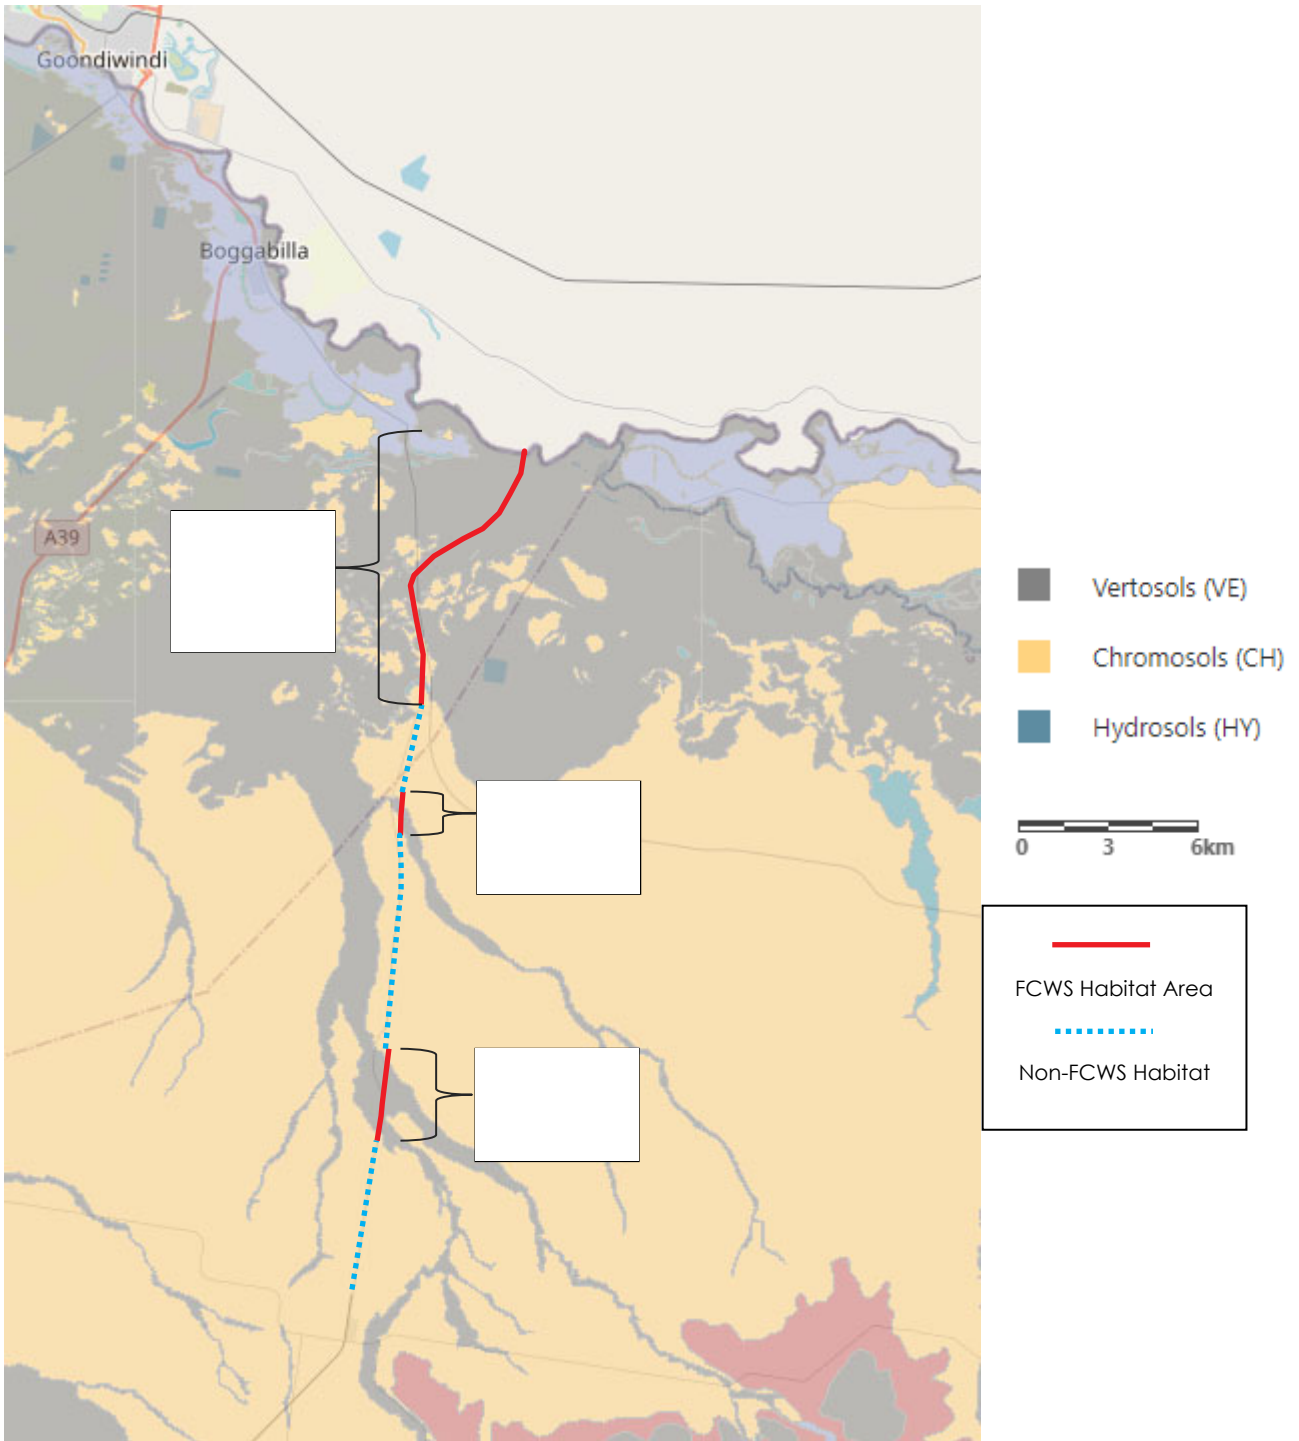 Goondiwindi
Boggabilla
A39
Vertosols (VE)
Chromosols (CH)
Hydrosols (HY)
0 3 6km
FCWS Habitat Area
Non-FCWS Habitat